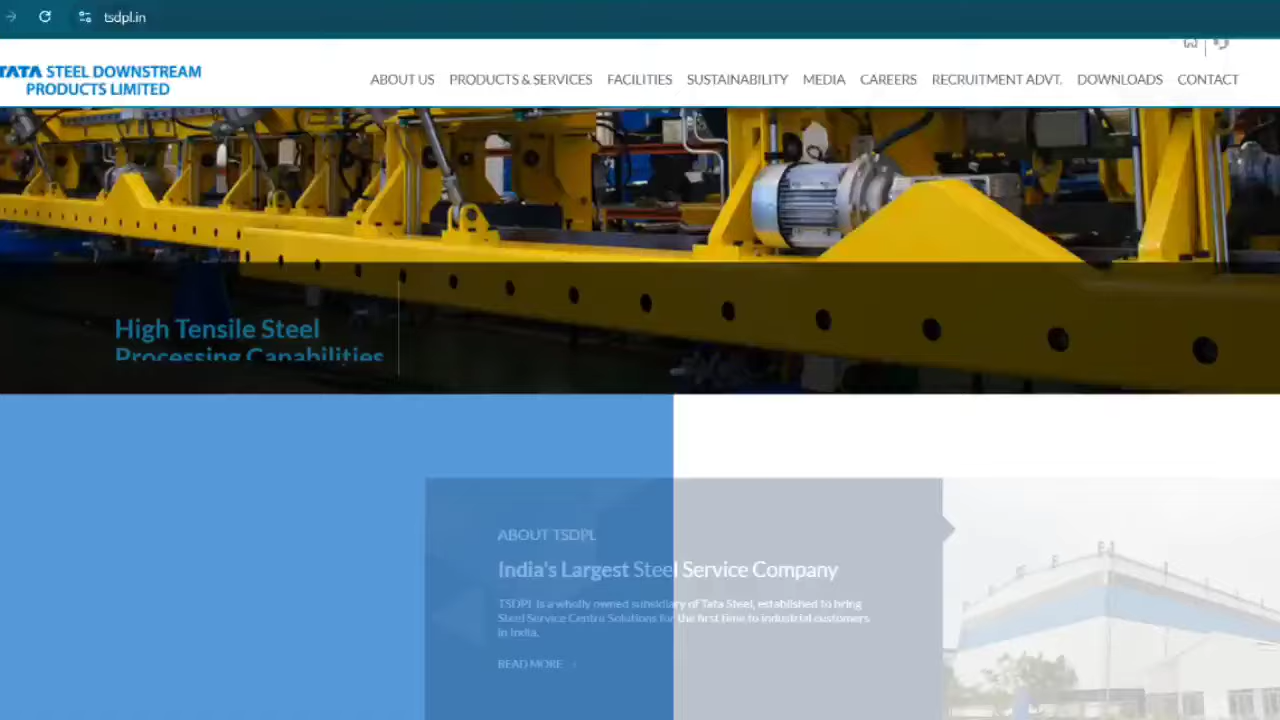 tsdpl.in
TATA STEEL DOWNSTREAM
PRODUCTS LIMITED
ABOUT US PRODUCTS & SERVICES FACILITIES SUSTAINABILITY MEDIA CAREERS RECRUITMENT ADVT. DOWNLOADS CONTACT
High Tensile Steel
Processing Capabilities
ABOUT TSDPL
India's Largest Steel Service Company
TSDPL is a wholly owned subsidiary of Tata Steel, established to bring
Steel Service Centre Solutions for the first time to industrial customers
in India.
READ MORE